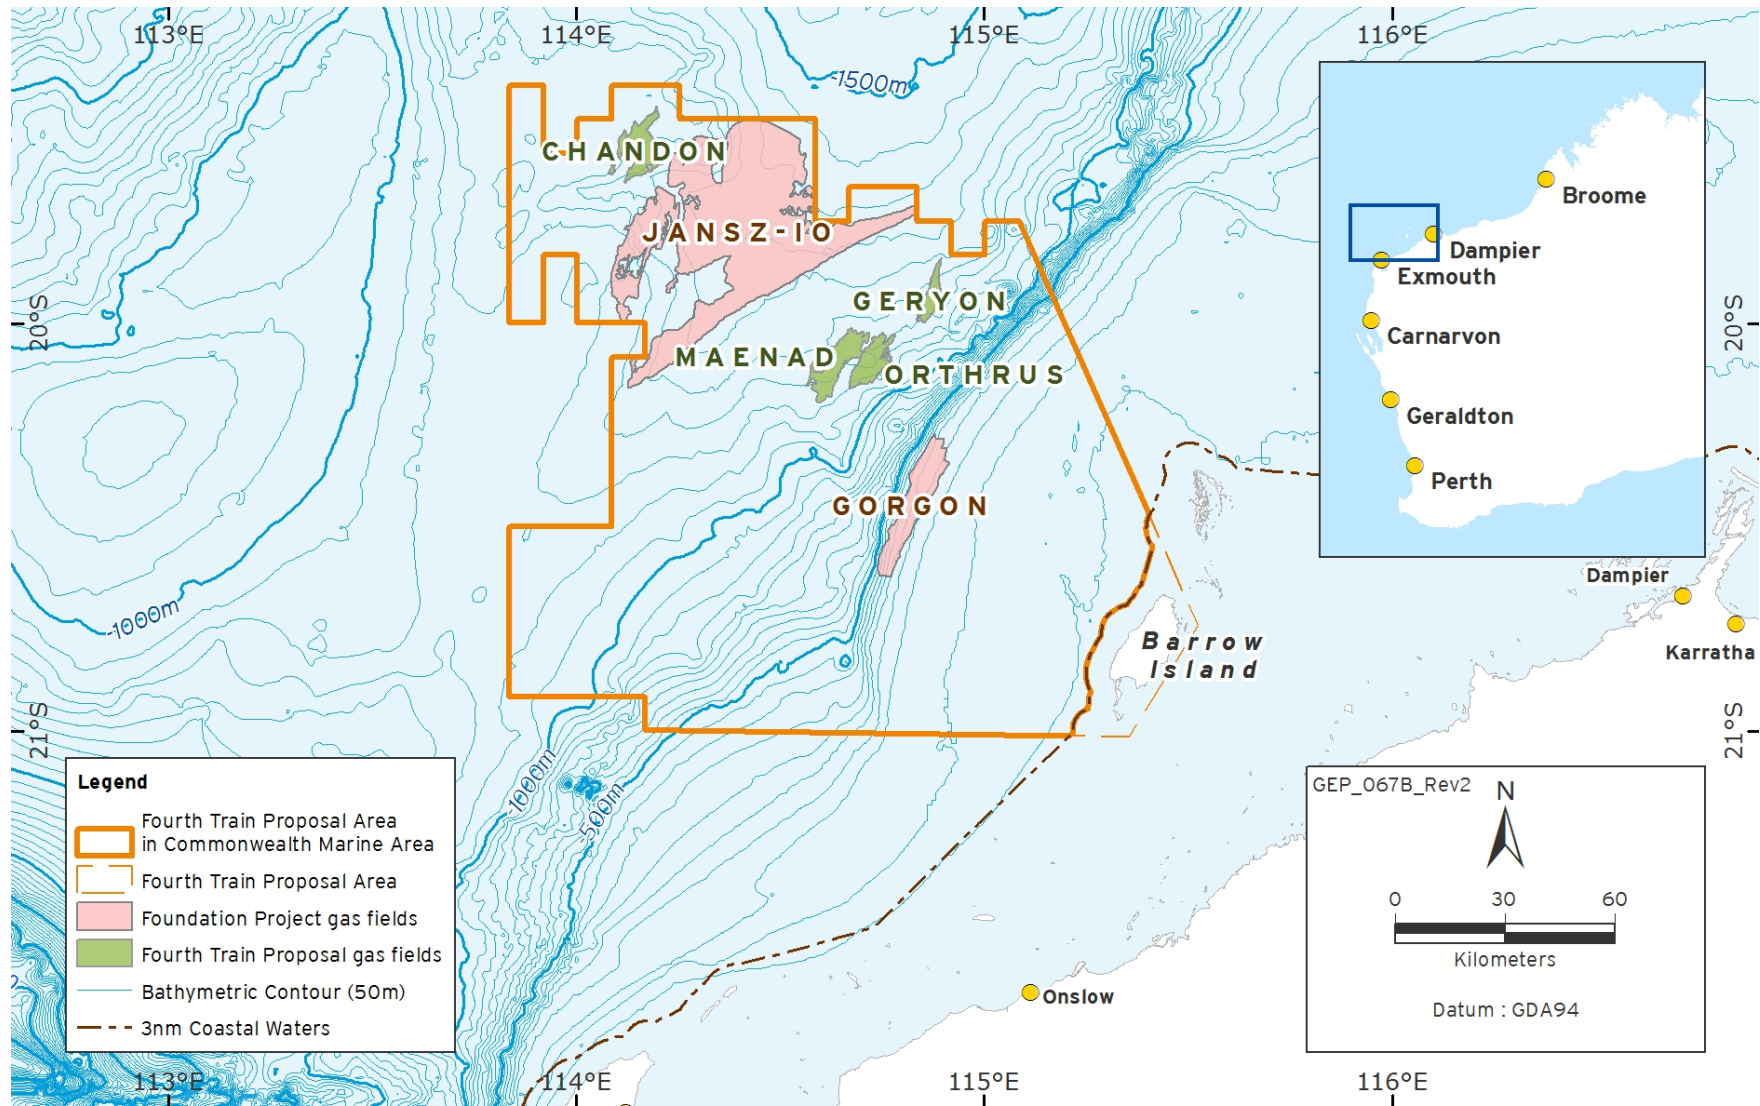 113°E
114°E
115°E
116°E
-1500m
CHANDON
JANSZ-IO
GERYON
MAENAD
ORTHRUS
GORGON
20°S
20°S
Broome
Dampier
Exmouth
Carnarvon
Geraldton
Perth
-1000m
Dampier
Karratha
Barrow
Island
21°S
21°S
-1000m
-500m
Onslow
Legend
Fourth Train Proposal Area
in Commonwealth Marine Area
Fourth Train Proposal Area
Foundation Project gas fields
Fourth Train Proposal gas fields
Bathymetric Contour (50m)
3nm Coastal Waters
GEP_067B_Rev2
N
0 30 60
Kilometers
Datum : GDA94
113°E
114°E
115°E
116°E